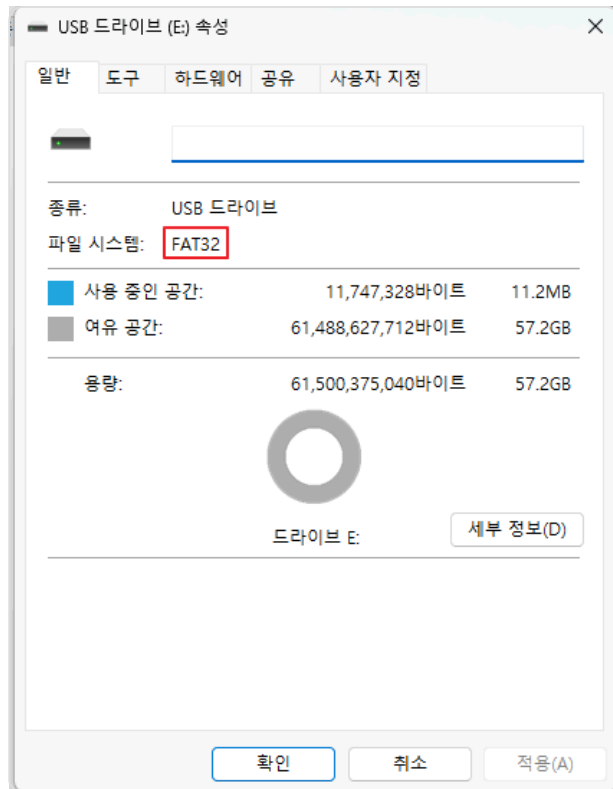 USB 드라이브 (E:) 속성
일반 도구 하드웨어 공유 사용자 지정
종류: USB 드라이브
파일 시스템: FAT32
사용 중인 공간: 11,747,328바이트 11.2MB
여유 공간: 61,488,627,712바이트 57.2GB
용량: 61,500,375,040바이트 57.2GB
드라이브 E:
세부 정보(D)
확인 취소 적용(A)